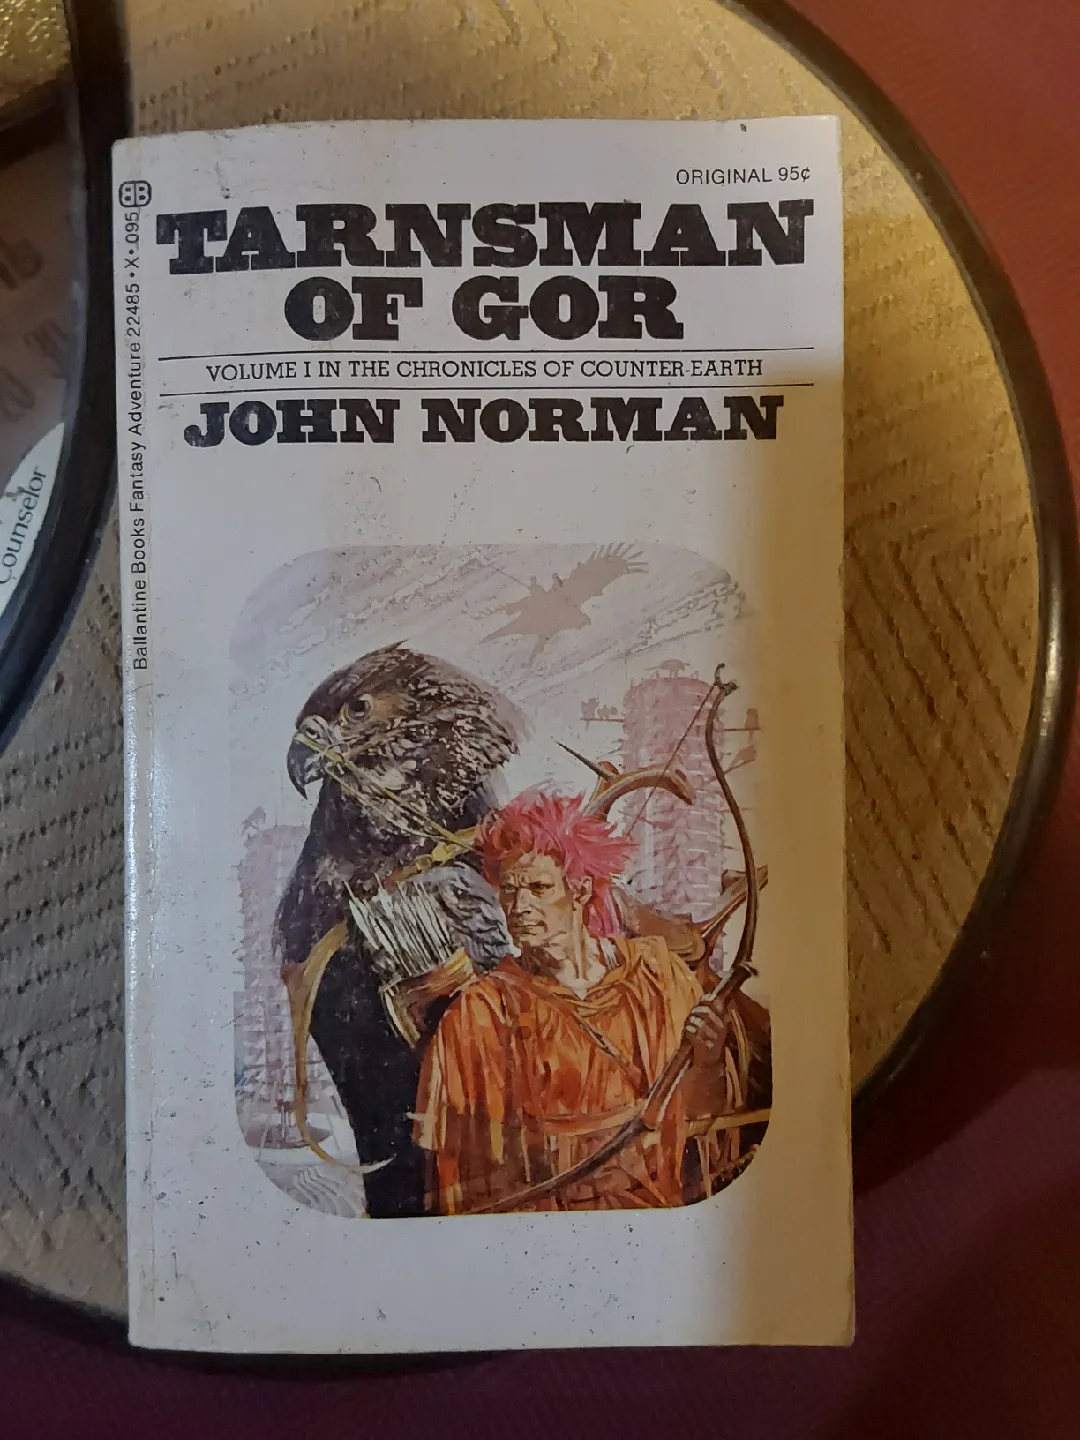 ORIGINAL 95¢
BB
TARNSMAN
OF GOR
VOLUME I IN THE CHRONICLES OF COUNTER-EARTH
JOHN NORMAN
Ballantine Books Fantasy Adventure 22485 • X • 095
Counselor